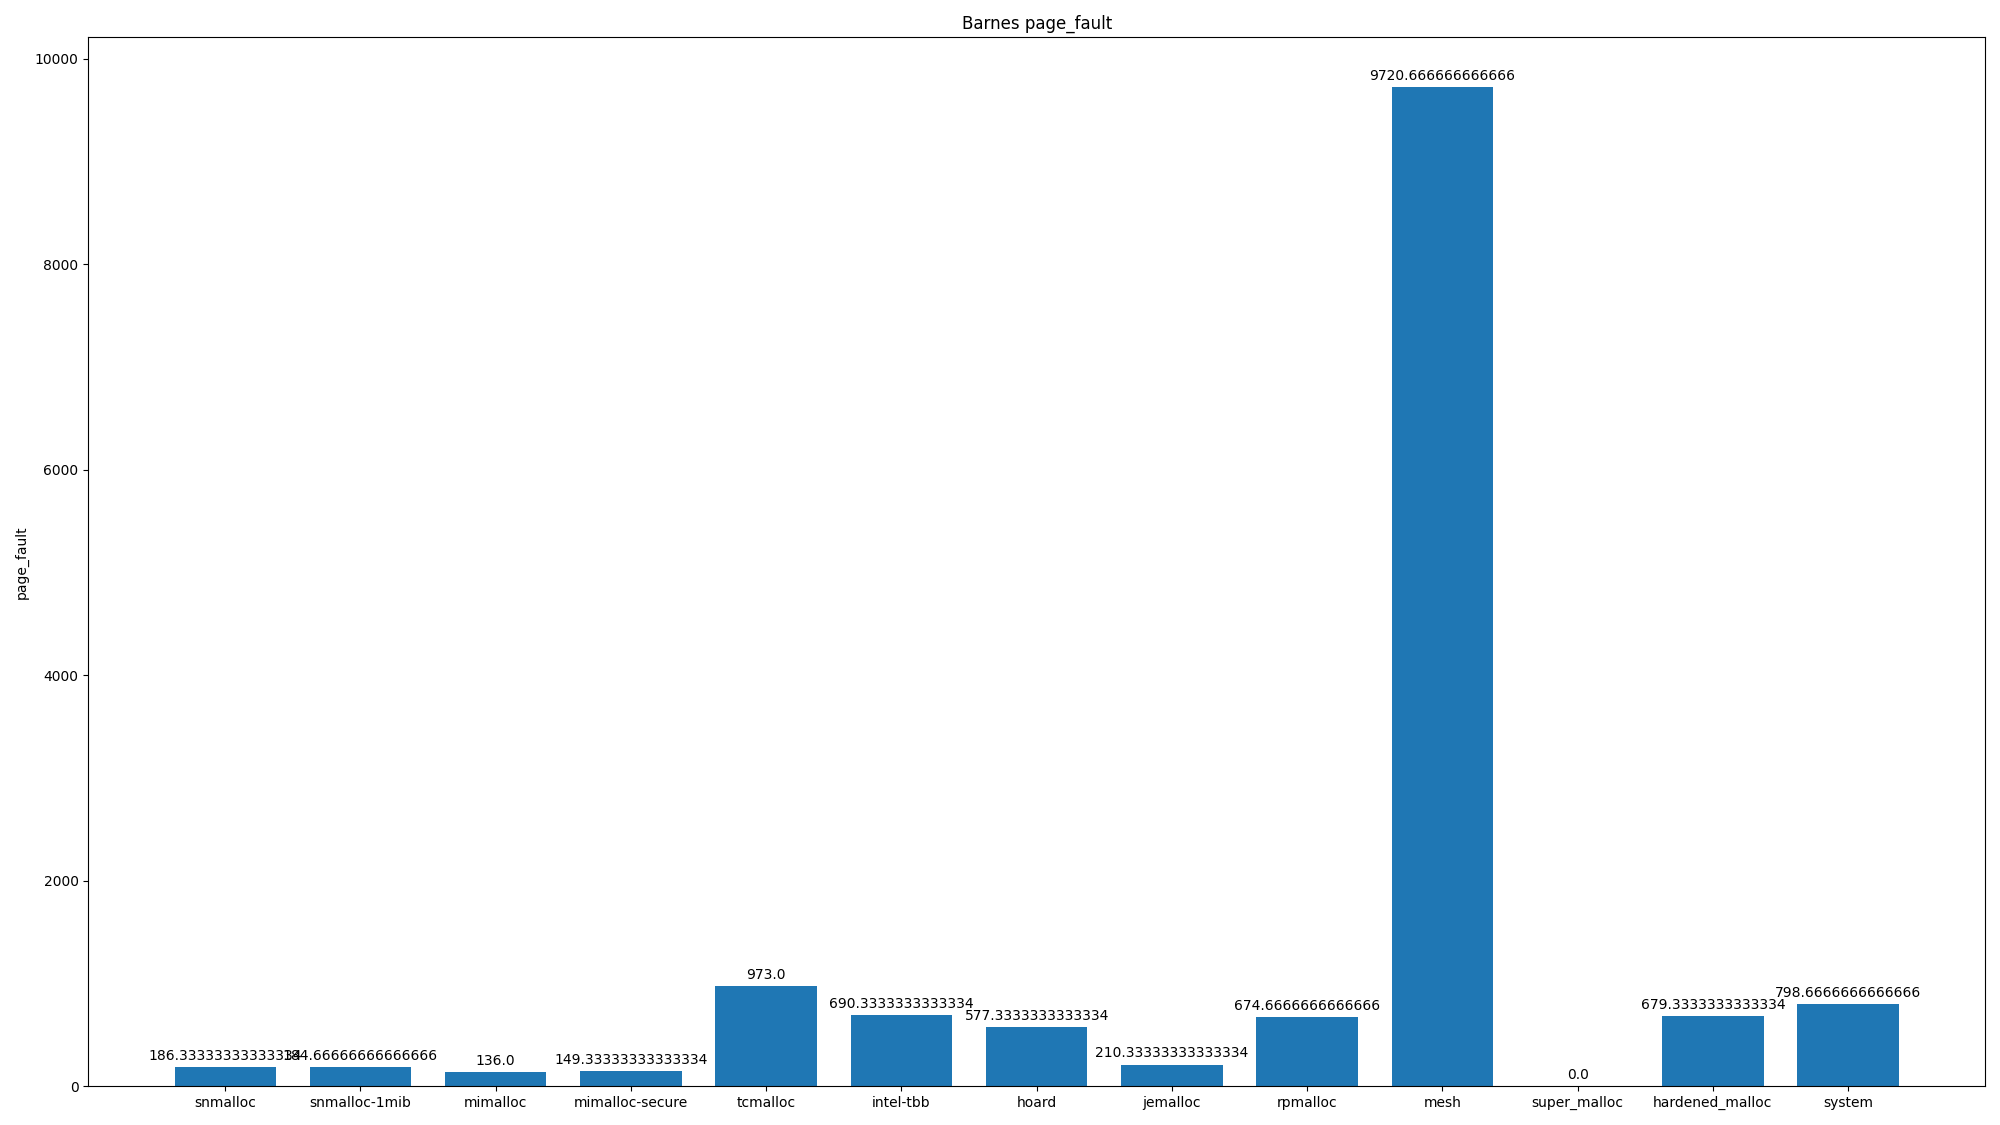 Barnes page_fault
page_fault
10000
8000
6000
4000
2000
0
186.33333333333334
184.66666666666666
136.0
149.33333333333334
973.0
690.3333333333334
577.3333333333334
210.33333333333334
674.6666666666666
9720.666666666666
0.0
679.3333333333334
798.6666666666666
snmalloc
snmalloc-1mib
mimalloc
mimalloc-secure
tcmalloc
intel-tbb
hoard
jemalloc
rpmalloc
mesh
super_malloc
hardened_malloc
system